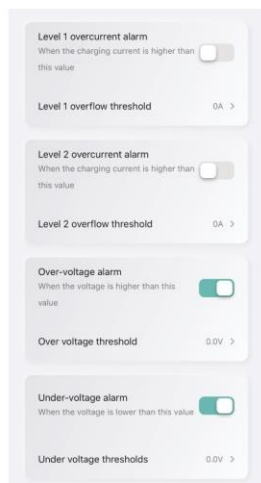 Level 1 overcurrent alarm
When the charging current is higher than
this value
Level 1 overflow threshold 0A >
Level 2 overcurrent alarm
When the charging current is higher than
this value
Level 2 overflow threshold 0A >
Over-voltage alarm
When the voltage is higher than this
value
Over voltage threshold 0.0V >
Under-voltage alarm
When the voltage is lower than this value
Under voltage thresholds 0.0V >